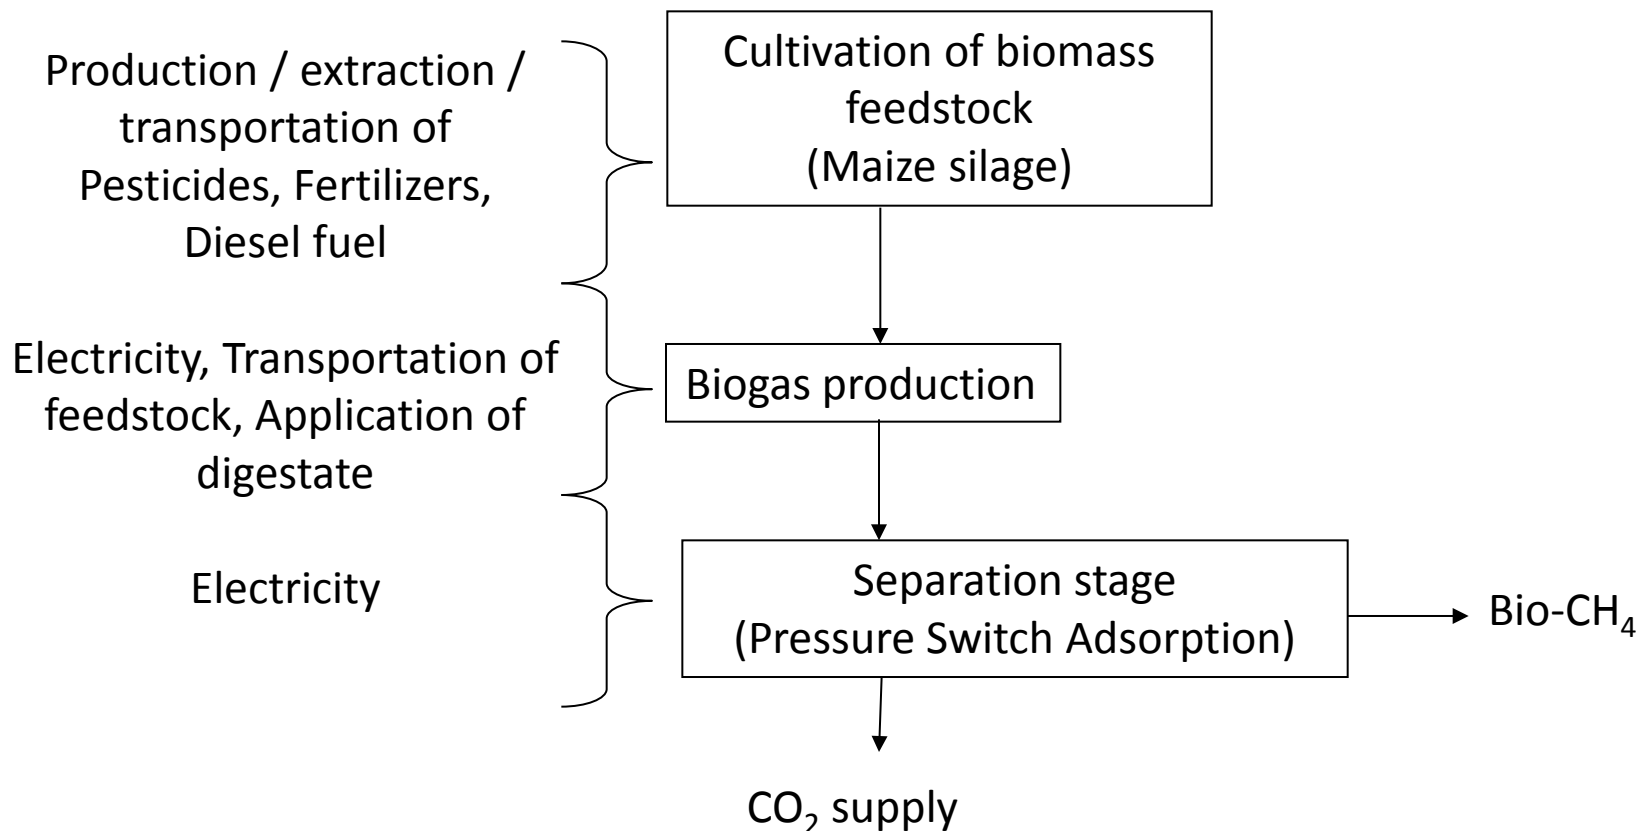 Production / extraction /
transportation of
Pesticides, Fertilizers,
Diesel fuel
Cultivation of biomass
feedstock
(Maize silage)
Electricity, Transportation of
feedstock, Application of
digestate
Biogas production
Electricity
Separation stage
(Pressure Switch Adsorption)
Bio-CH₄
CO₂ supply